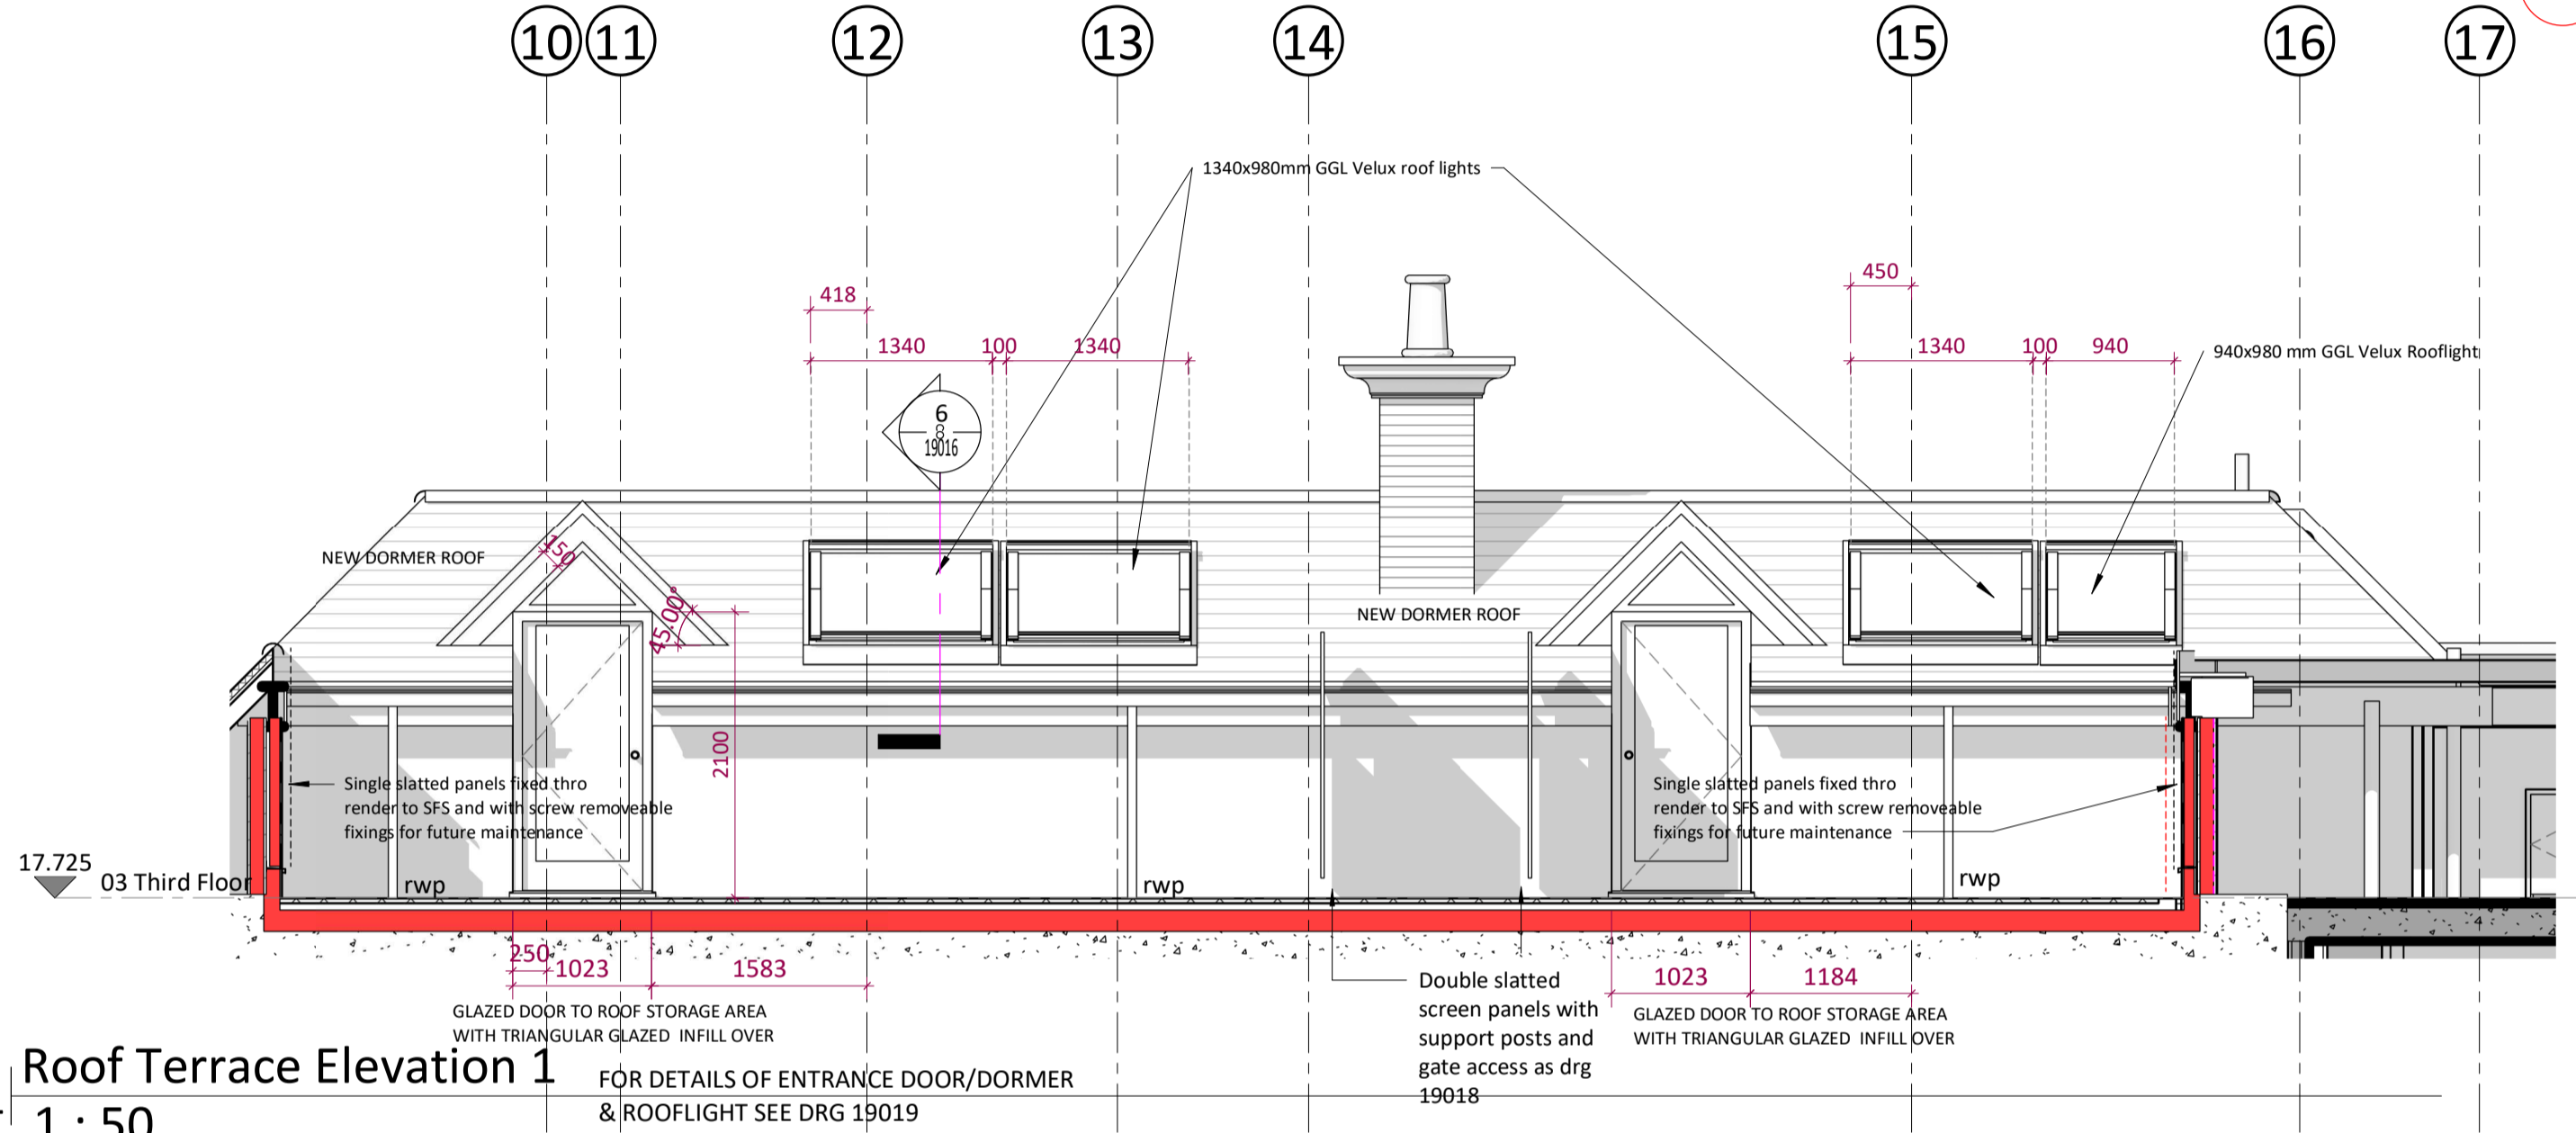 10 11 12 13 14 15 16 17
1340x980mm GGL Velux roof lights
450
418
1340 100 1340
1340 100 940
940x980 mm GGL Velux Rooflight
6
8
19016
NEW DORMER ROOF
150
45.00°
NEW DORMER ROOF
2100
Single slatted panels fixed thro
render to SFS and with screw removeable
fixings for future maintenance
Single slatted panels fixed thro
render to SFS and with screw removeable
fixings for future maintenance
17.725
03 Third Floor
rwp
rwp
rwp
250
1023
1583
1023
1184
GLAZED DOOR TO ROOF STORAGE AREA
WITH TRIANGULAR GLAZED INFILL OVER
Double slatted
screen panels with
support posts and
gate access as drg
19018
GLAZED DOOR TO ROOF STORAGE AREA
WITH TRIANGULAR GLAZED INFILL OVER
Roof Terrace Elevation 1
1 : 50
FOR DETAILS OF ENTRANCE DOOR/DORMER
& ROOFLIGHT SEE DRG 19019